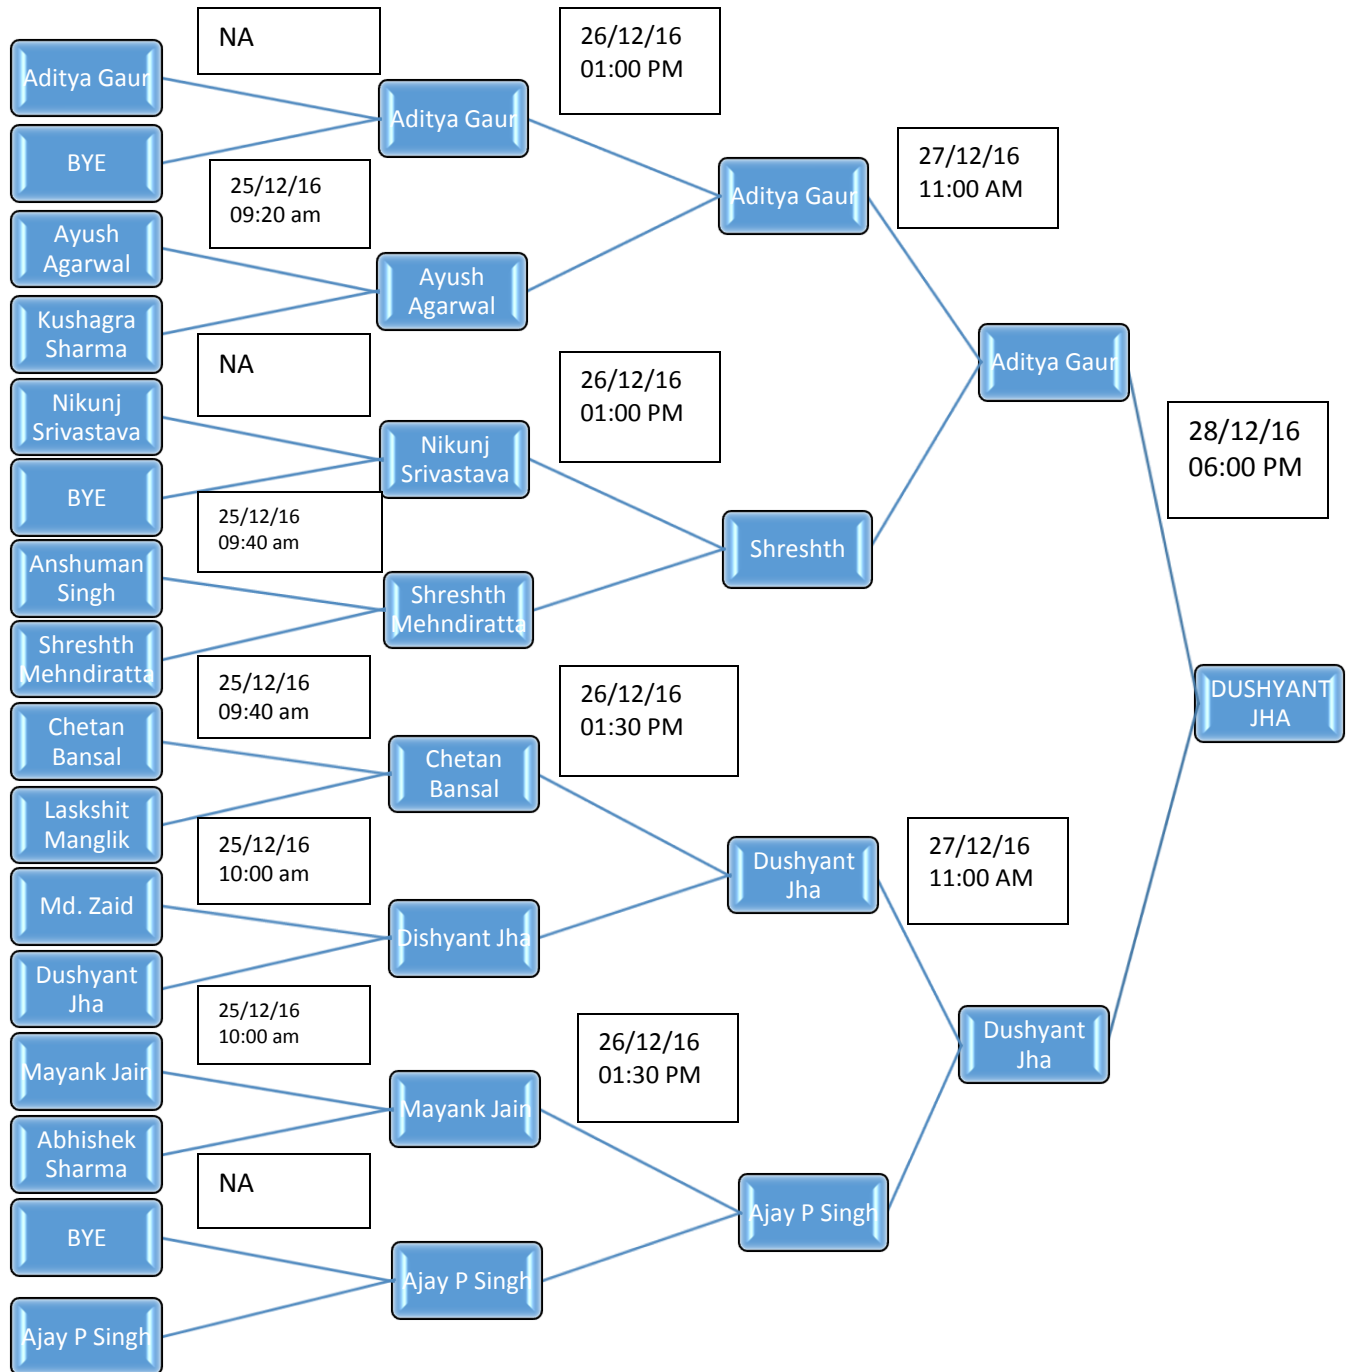 NA
26/12/16
01:00 PM
Aditya Gaur
Aditya Gaur
BYE
27/12/16
11:00 AM
25/12/16
09:20 am
Aditya Gaur
Ayush
Agarwal
Ayush
Agarwal
Kushagra
Sharma
NA
26/12/16
01:00 PM
Aditya Gaur
Nikunj
Srivastava
28/12/16
06:00 PM
Nikunj
Srivastava
BYE
25/12/16
09:40 am
Shreshth
Anshuman
Singh
Shreshth
Mehndiratta
Shreshth
Mehndiratta
25/12/16
09:40 am
26/12/16
01:30 PM
DUSHYANT
JHA
Chetan
Bansal
Chetan
Bansal
Laskshit
Manglik
25/12/16
10:00 am
Dushyant
Jha
27/12/16
11:00 AM
Md. Zaid
Dishyant Jha
Dushyant
Jha
25/12/16
10:00 am
26/12/16
01:30 PM
Dushyant
Jha
Mayank Jain
Mayank Jain
Abhishek
Sharma
NA
Ajay P Singh
BYE
Ajay P Singh
Ajay P Singh